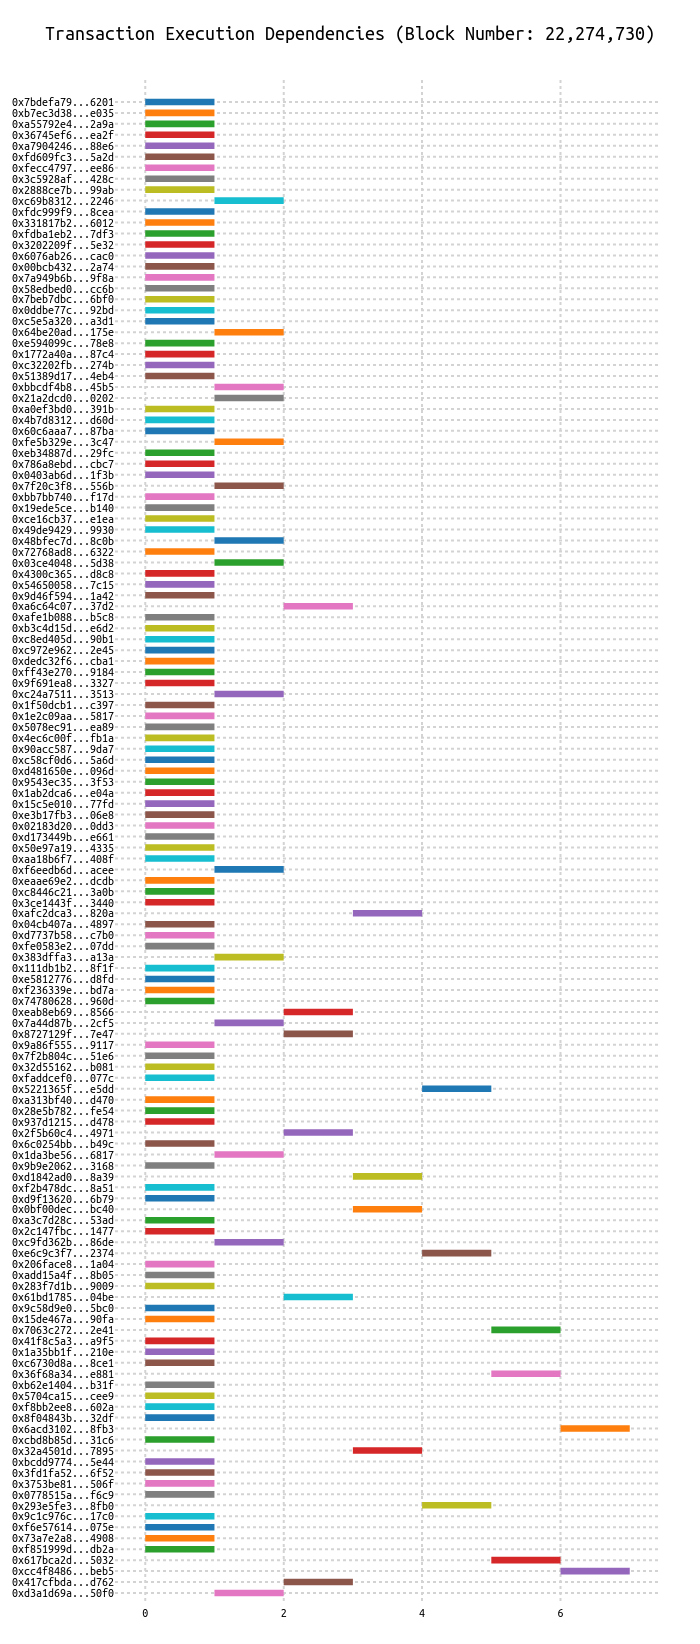 Transaction Execution Dependencies (Block Number: 22,274,730)
0x7bdefa79...6201
0xb7ec3d38...e035
0xa55792e4...2a9a
0x36745ef6...ea2f
0xa7904246...88e6
0xfd609fc3...5a2d
0xfecc4797...ee86
0x3c5928af...428c
0x2888ce7b...99ab
0xc69b8312...2246
0xfdc999f9...8cea
0x331817b2...6012
0xfdba1eb2...7df3
0x3202209f...5e32
0x6076ab26...cac0
0x00bcb432...2a74
0x7a949b6b...9f8a
0x58edbed0...cc6b
0x7beb7dbc...6bf0
0x0ddbe77c...92bd
0xc5e5a320...a3d1
0x64be20ad...175e
0xe594099c...78e8
0x1772a40a...87c4
0xc32202fb...274b
0x51389d17...4eb4
0xbbcdf4b8...45b5
0x21a2dcd0...0202
0xa0ef3bd0...391b
0x4b7d8312...d60d
0x60c6aaa7...87ba
0xfe5b329e...3c47
0xeb34887d...29fc
0x786a8ebd...cbc7
0x0403ab6d...1f3b
0x7f20c3f8...556b
0xbb7bb740...f17d
0x19ede5ce...b140
0xce16cb37...e1ea
0x49de9429...9930
0x48bfec7d...8c0b
0x72768ad8...6322
0x03ce4048...5d38
0x4300c365...d8c8
0x54650058...7c15
0x9d46f594...1a42
0xa6c64c07...37d2
0xafe1b088...b5c8
0xb3c4d15d...e6d2
0xc8ed405d...90b1
0xc972e962...2e45
0xdedc32f6...cba1
0xff43e270...9184
0x9f691ea8...3327
0xc24a7511...3513
0x1f50dcb1...c397
0x1e2c09aa...5817
0x5078ec91...ea89
0x4ec6c00f...fb1a
0x90acc587...9da7
0xc58cf0d6...5a6d
0xd481650e...096d
0x9543ec35...3f53
0x1ab2dca6...e04a
0x15c5e010...77fd
0xe3b17fb3...06e8
0x02183d20...0dd3
0xd173449b...e661
0x50e97a19...4335
0xaa18b6f7...408f
0xf6eedb6d...acee
0xeaae69e2...dcdb
0xc8446c21...3a0b
0x3ce1443f...3440
0xafc2dca3...820a
0x04cb407a...4897
0xd7737b58...c7b0
0xfe0583e2...07dd
0x383dffa3...a13a
0x111db1b2...8f1f
0xe5812776...d8fd
0xf236339e...bd7a
0x74780628...960d
0xeab8eb69...8566
0x7a44d87b...2cf5
0x8727129f...7e47
0x9a86f555...9117
0x7f2b804c...51e6
0x32d55162...b081
0xfaddcef0...077c
0x5221365f...e5dd
0xa313bf40...d470
0x28e5b782...fe54
0x937d1215...d478
0x2f5b60c4...4971
0x6c0254bb...b49c
0x1da3be56...6817
0x9b9e2062...3168
0xd1842ad0...8a39
0xf2b478dc...8a51
0xd9f13620...6b79
0x0bf00dec...bc40
0xa3c7d28c...53ad
0x2c147fbc...1477
0xc9fd362b...86de
0xe6c9c3f7...2374
0x206face8...1a04
0xadd15a4f...8b05
0x283f7d1b...9009
0x61bd1785...04be
0x9c58d9e0...5bc0
0x15de467a...90fa
0x7063c272...2e41
0x41f8c5a3...a9f5
0x1a35bb1f...210e
0xc6730d8a...8ce1
0x36f68a34...e881
0xb62e1404...b31f
0x5704ca15...cee9
0xf8bb2ee8...602a
0x8f04843b...32df
0x6acd3102...8fb3
0xcbd8b85d...31c6
0x32a4501d...7895
0xbcdd9774...5e44
0x3fd1fa52...6f52
0x3753be81...506f
0x0778515a...f6c9
0x293e5fe3...8fb0
0x9c1c976c...17c0
0xf6e57614...075e
0x73a7e2a8...4908
0xf851999d...db2a
0x617bca2d...5032
0xcc4f8486...beb5
0x417cfbda...d762
0xd3a1d69a...50f0
0 2 4 6